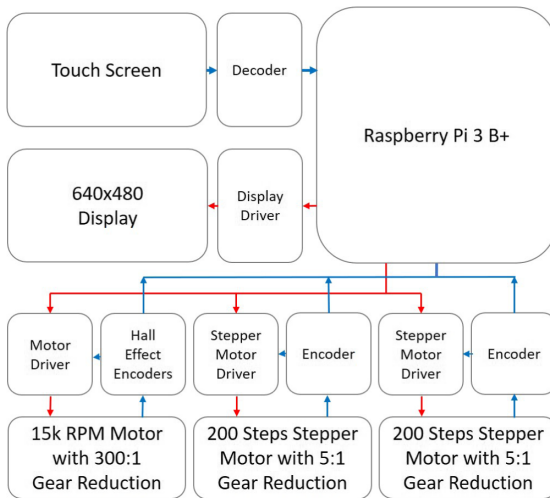 Touch Screen
Decoder
Raspberry Pi 3 B+
640x480
Display
Display
Driver
Motor
Driver
Hall
Effect
Encoders
Stepper
Motor
Driver
Encoder
Stepper
Motor
Driver
Encoder
15k RPM Motor
with 300:1
Gear Reduction
200 Steps Stepper
Motor with 5:1
Gear Reduction
200 Steps Stepper
Motor with 5:1
Gear Reduction